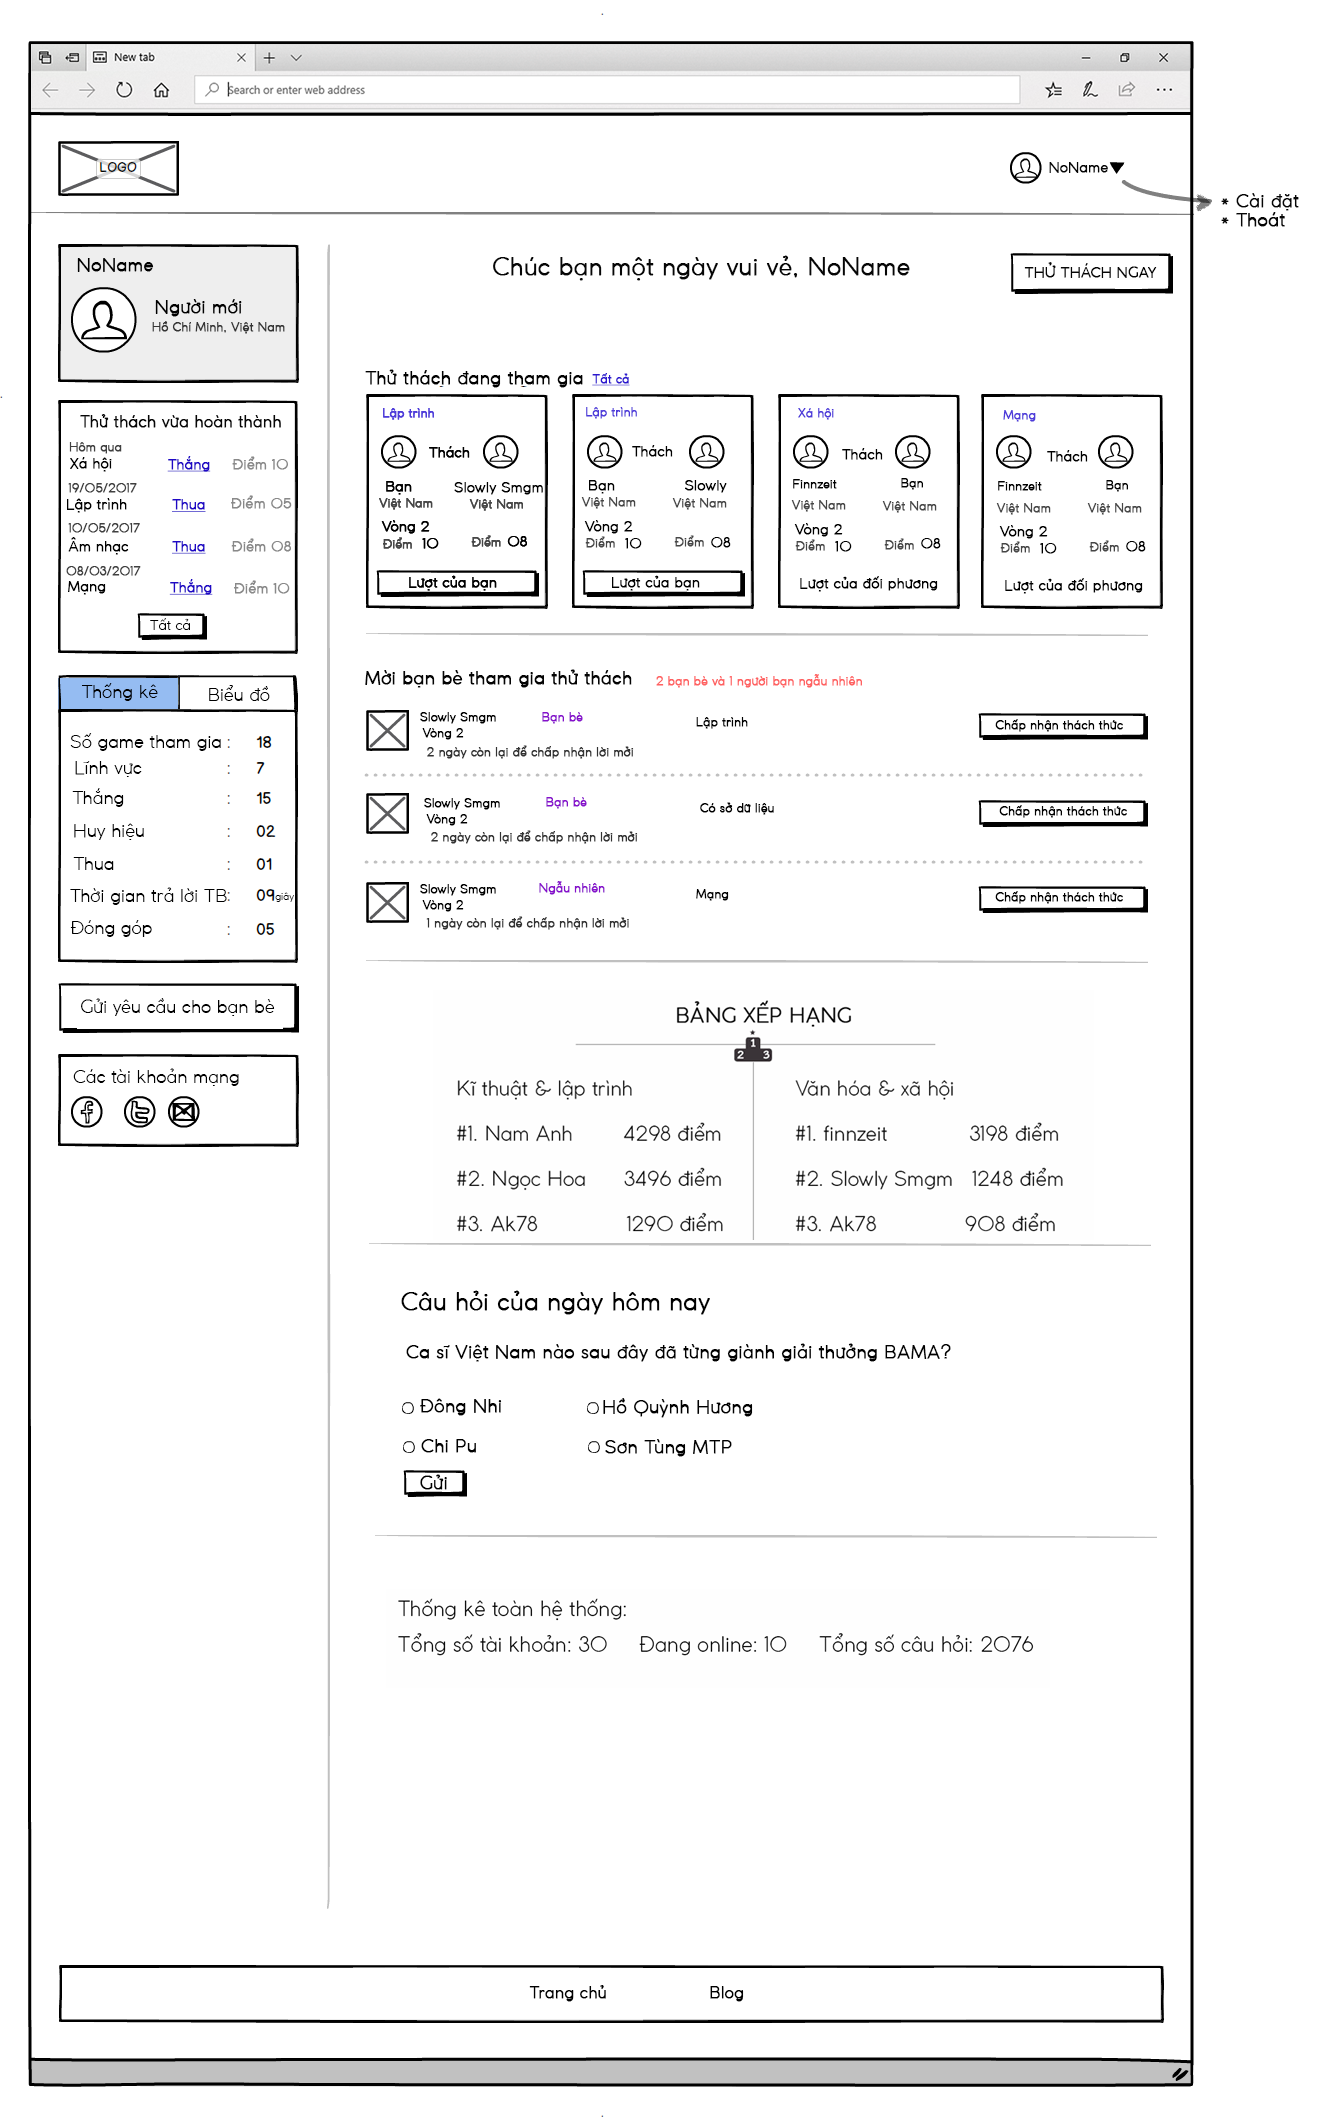 New tab
Search or enter web address
LOGO
NoName
* Cài đặt
* Thoát
NoName
Người mới
Hồ Chí Minh, Việt Nam
Thử thách vừa hoàn thành
Hôm qua
Xá hội Thắng Điểm 10
19/05/2017
Lập trình Thua Điểm 05
10/05/2017
Âm nhạc Thua Điểm 08
08/03/2017
Mạng Thắng Điểm 10
Tất cả
Thống kê Biểu đồ
Số game tham gia : 18
Lĩnh vực : 7
Thắng : 15
Huy hiệu : 02
Thua : 01
Thời gian trả lời TB: 09giây
Đóng góp : 05
Gửi yêu cầu cho bạn bè
Các tài khoản mạng
Chúc bạn một ngày vui vẻ, NoName
THỬ THÁCH NGAY
Thử thách đang tham gia Tất cả
Lập trình
Thách
Bạn Slowly Smgm
Việt Nam Việt Nam
Vòng 2
Điểm 10 Điểm 08
Lượt của bạn
Lập trình
Thách
Bạn Slowly
Việt Nam Việt Nam
Vòng 2
Điểm 10 Điểm 08
Lượt của bạn
Xá hội
Thách
Finnzeit Bạn
Việt Nam Việt Nam
Vòng 2
Điểm 10 Điểm 08
Lượt của đối phương
Mạng
Thách
Finnzeit Bạn
Việt Nam Việt Nam
Vòng 2
Điểm 10 Điểm 08
Lượt của đối phương
Mời bạn bè tham gia thử thách 2 bạn bè và 1 người bạn ngẫu nhiên
Slowly Smgm Bạn bè Lập trình Chấp nhận thách thức
Vòng 2
2 ngày còn lại để chấp nhận lời mời
Slowly Smgm Bạn bè Có sở dữ liệu Chấp nhận thách thức
Vòng 2
2 ngày còn lại để chấp nhận lời mời
Slowly Smgm Ngẫu nhiên Mạng Chấp nhận thách thức
Vòng 2
1 ngày còn lại để chấp nhận lời mời
BẢNG XẾP HẠNG
1
2 3
Kĩ thuật & lập trình
#1. Nam Anh 4298 điểm
#2. Ngọc Hoa 3496 điểm
#3. Ak78 1290 điểm
Văn hóa & xã hội
#1. finnzeit 3198 điểm
#2. Slowly Smgm 1248 điểm
#3. Ak78 908 điểm
Câu hỏi của ngày hôm nay
Ca sĩ Việt Nam nào sau đây đã từng giành giải thưởng BAMA?
Đông Nhi Hồ Quỳnh Hương
Chi Pu Sơn Tùng MTP
Gửi
Thống kê toàn hệ thống:
Tổng số tài khoản: 30 Đang online: 10 Tổng số câu hỏi: 2076
Trang chủ Blog